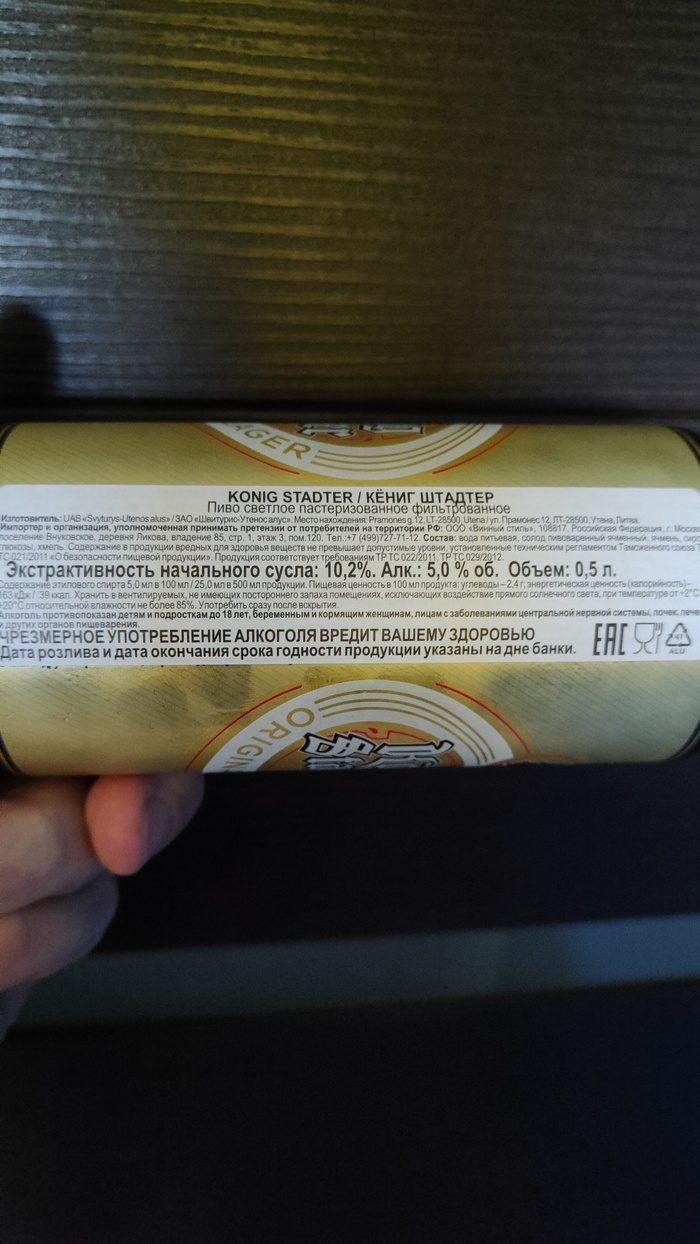 AGER
KONIG STADTER / КЁНИГ ШТАДТЕР
Пиво светлое пастеризованное фильтрованное
Изготовитель: UAB «Svyturys-Utenos alus» / ЗАО «Швитурис-Утенос алус». Место нахождения: Pramones g.12, LT-28500, Utena / ул. Прамонес 12, ЛТ-28500, Утена, Литва.
Импортер и организация, уполномоченная принимать претензии от потребителей на территории РФ: ООО «Винный стиль», 108817, Российская Федерация, г. Москва
поселение Внуковское, деревня Ликова, владение 85, стр. 1, этаж 3, пом.120. Тел.:+7 (499)727-71-12. Состав: вода питьевая, солод пивоваренный ячменный, ячмень, сироп
глюкозы, хмель. Содержание в продукции вредных для здоровья веществ не превышает допустимые уровни, установленные техническим регламентом Таможенного союза Т
ТС 021/2011 «О безопасности пищевой продукции». Продукция соответствует требованиям ТР ТС 022/2011, ТР ТС 029/2012.
Экстрактивность начального сусла: 10,2%. Алк.: 5,0 % об. Объем: 0,5 л.
Содержание этилового спирта 5,0 мл в 100 мл / 25,0 мл в 500 мл продукции. Пищевая ценность в 100 мл продукта: углеводы – 2,4 г; энергетическая ценность (калорийность) –
163 кДж / 39 ккал. Хранить в вентилируемых, не имеющих постороннего запаха помещениях, исключающих воздействие прямого солнечного света, при температуре от +2°С
+20°С относительной влажности не более 85%. Употребить сразу после вскрытия.
Алкоголь противопоказан детям и подросткам до 18 лет, беременным и кормящим женщинам, лицам с заболеваниями центральной нервной системы, почек, пече
и других органов пищеварения.
ЧРЕЗМЕРНОЕ УПОТРЕБЛЕНИЕ АЛКОГОЛЯ ВРЕДИТ ВАШЕМУ ЗДОРОВЬЮ
Дата розлива и дата окончания срока годности продукции указаны на дне банки.
EAC
41
ALU
ORIGIN